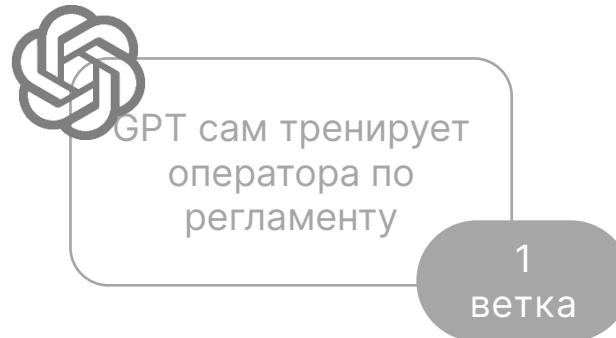 GPT сам тренирует
оператора по
регламенту
1
ветка